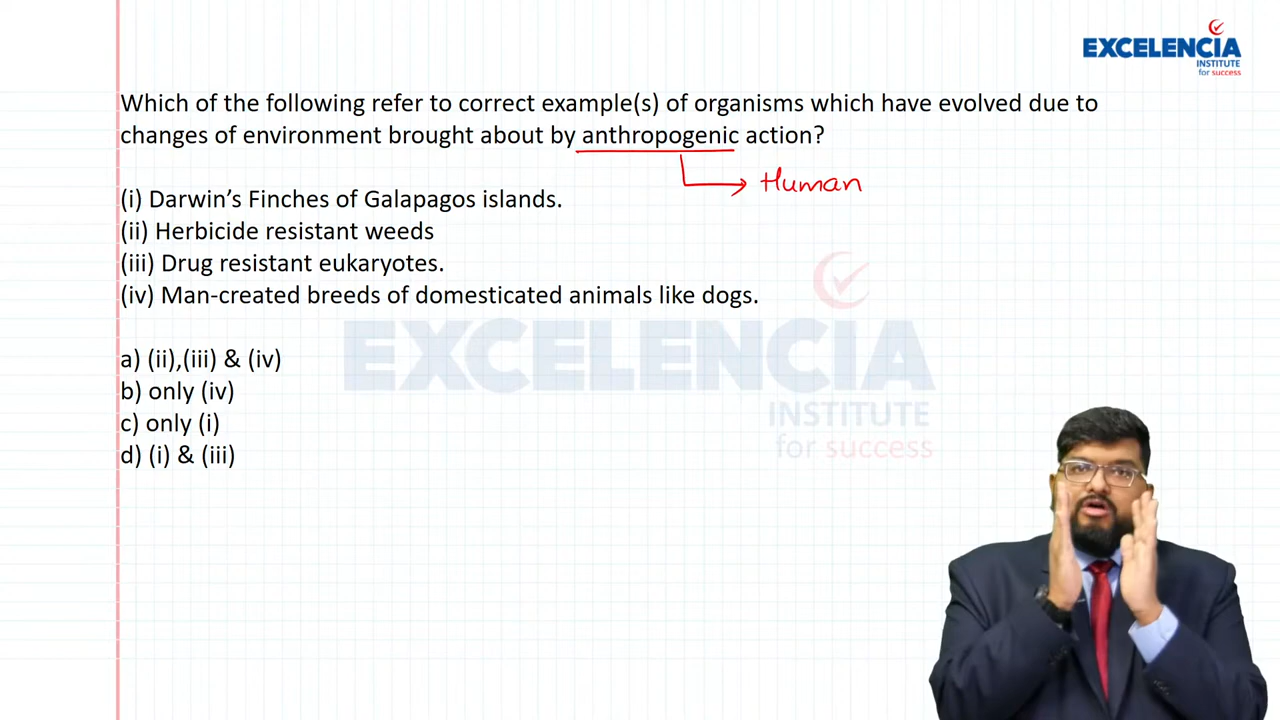 EXCELENCIA
INSTITUTE
for success
Which of the following refer to correct example(s) of organisms which have evolved due to
changes of environment brought about by anthropogenic action?
Human
(i) Darwin’s Finches of Galapagos islands.
(ii) Herbicide resistant weeds
(iii) Drug resistant eukaryotes.
(iv) Man-created breeds of domesticated animals like dogs.
EXCELENCIA
INSTITUTE
for success
a) (ii),(iii) & (iv)
b) only (iv)
c) only (i)
d) (i) & (iii)